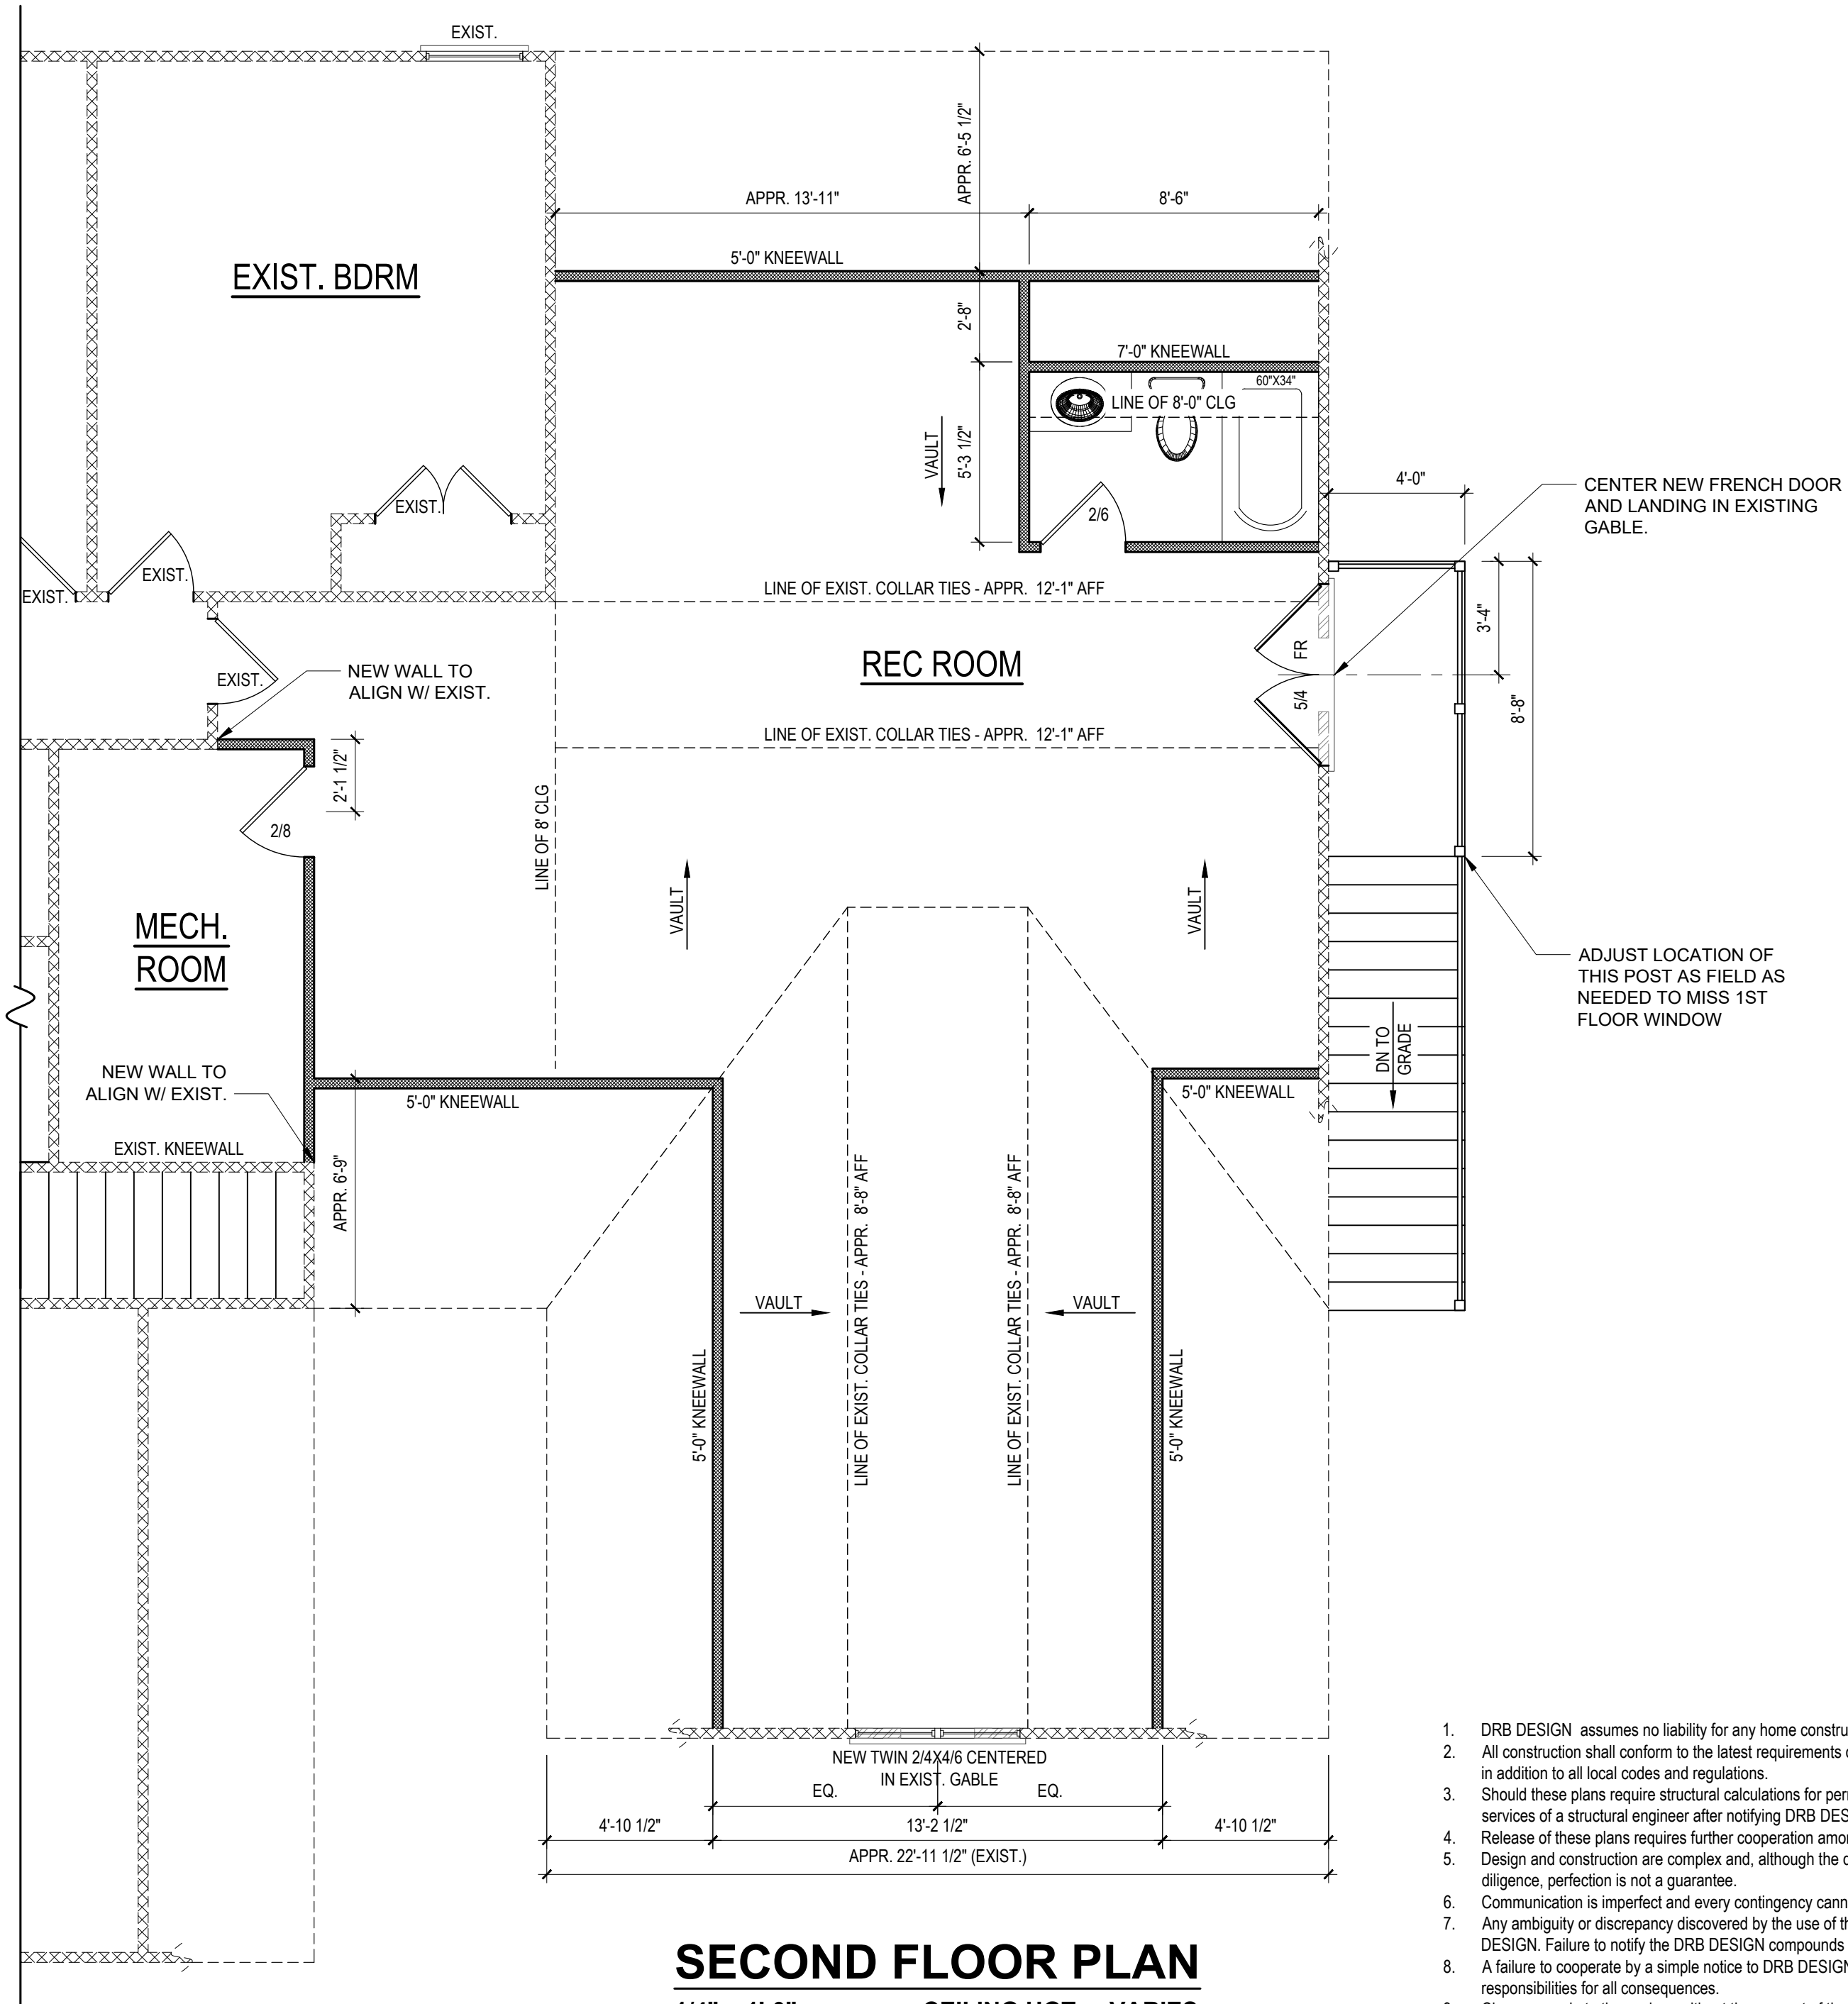 EXIST.
APPR. 6'-5 1/2"
APPR. 13'-11"
8'-6"
5'-0" KNEEWALL
EXIST. BDRM
2'-8"
7'-0" KNEEWALL
60"X34"
LINE OF 8'-0" CLG
VAULT
5'-3 1/2"
4'-0"
CENTER NEW FRENCH DOOR
AND LANDING IN EXISTING
GABLE.
EXIST.
2/6
EXIST.
EXIST.
LINE OF EXIST. COLLAR TIES - APPR. 12'-1" AFF
3'-4"
FR
REC ROOM
EXIST.
NEW WALL TO
ALIGN W/ EXIST.
5/4
8'-8"
LINE OF EXIST. COLLAR TIES - APPR. 12'-1" AFF
2'-1 1/2"
2/8
LINE OF 8' CLG
VAULT
VAULT
MECH.
ROOM
ADJUST LOCATION OF
THIS POST AS FIELD AS
NEEDED TO MISS 1ST
FLOOR WINDOW
DN TO
GRADE
NEW WALL TO
ALIGN W/ EXIST.
5'-0" KNEEWALL
5'-0" KNEEWALL
EXIST. KNEEWALL
APPR. 6'-9"
LINE OF EXIST. COLLAR TIES - APPR. 8'-8" AFF
LINE OF EXIST. COLLAR TIES - APPR. 8'-8" AFF
VAULT
VAULT
5'-0" KNEEWALL
5'-0" KNEEWALL
NEW TWIN 2/4X4/6 CENTERED
IN EXIST. GABLE
EQ.
EQ.
4'-10 1/2"
13'-2 1/2"
4'-10 1/2"
APPR. 22'-11 1/2" (EXIST.)
SECOND FLOOR PLAN
1. DRB DESIGN assumes no liability for any home constru
2. All construction shall conform to the latest requirements
in addition to all local codes and regulations.
3. Should these plans require structural calculations for per
services of a structural engineer after notifying DRB DES
4. Release of these plans requires further cooperation amo
5. Design and construction are complex and, although the
diligence, perfection is not a guarantee.
6. Communication is imperfect and every contingency cann
7. Any ambiguity or discrepancy discovered by the use of th
DESIGN. Failure to notify the DRB DESIGN compounds
8. A failure to cooperate by a simple notice to DRB DESIGN
responsibilities for all consequences.